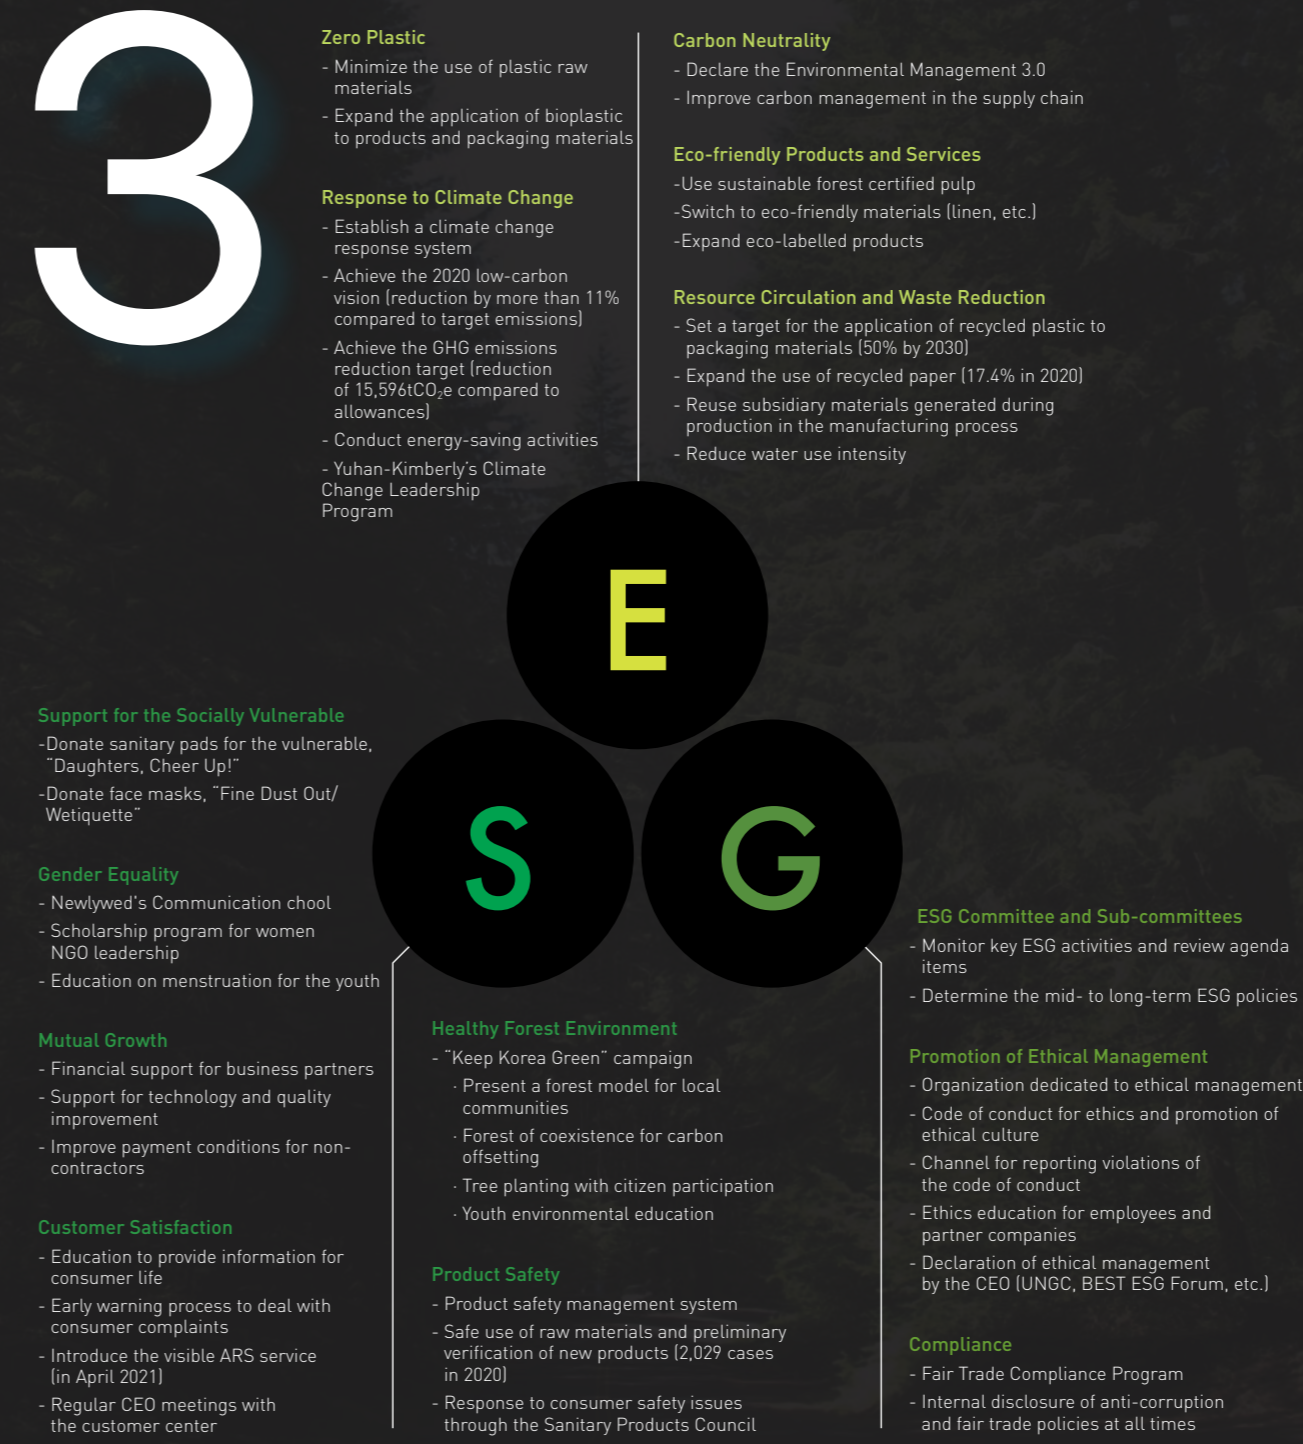 3
Zero Plastic
- Minimize the use of plastic raw
materials
- Expand the application of bioplastic
to products and packaging materials
Response to Climate Change
- Establish a climate change
response system
- Achieve the 2020 low-carbon
vision (reduction by more than 11%
compared to target emissions)
- Achieve the GHG emissions
reduction target (reduction
of 15,596tCO₂e compared to
allowances)
- Conduct energy-saving activities
- Yuhan-Kimberly's Climate
Change Leadership
Program
Carbon Neutrality
- Declare the Environmental Management 3.0
- Improve carbon management in the supply chain
Eco-friendly Products and Services
-Use sustainable forest certified pulp
-Switch to eco-friendly materials (linen, etc.)
-Expand eco-labelled products
Resource Circulation and Waste Reduction
- Set a target for the application of recycled plastic to
packaging materials (50% by 2030)
- Expand the use of recycled paper (17.4% in 2020)
- Reuse subsidiary materials generated during
production in the manufacturing process
- Reduce water use intensity
E
S
G
Support for the Socially Vulnerable
-Donate sanitary pads for the vulnerable,
"Daughters, Cheer Up!"
-Donate face masks, "Fine Dust Out/
Wetiquette"
Gender Equality
- Newlywed's Communication chool
- Scholarship program for women
NGO leadership
- Education on menstruation for the youth
Mutual Growth
- Financial support for business partners
- Support for technology and quality
improvement
- Improve payment conditions for non-
contractors
Customer Satisfaction
- Education to provide information for
consumer life
- Early warning process to deal with
consumer complaints
- Introduce the visible ARS service
(in April 2021)
- Regular CEO meetings with
the customer center
Healthy Forest Environment
- "Keep Korea Green" campaign
· Present a forest model for local
communities
· Forest of coexistence for carbon
offsetting
· Tree planting with citizen participation
· Youth environmental education
Product Safety
- Product safety management system
- Safe use of raw materials and preliminary
verification of new products (2,029 cases
in 2020)
- Response to consumer safety issues
through the Sanitary Products Council
ESG Committee and Sub-committees
- Monitor key ESG activities and review agenda
items
- Determine the mid- to long-term ESG policies
Promotion of Ethical Management
- Organization dedicated to ethical management
- Code of conduct for ethics and promotion of
ethical culture
- Channel for reporting violations of
the code of conduct
- Ethics education for employees and
partner companies
- Declaration of ethical management
by the CEO (UNGC, BEST ESG Forum, etc.)
Compliance
- Fair Trade Compliance Program
- Internal disclosure of anti-corruption
and fair trade policies at all times